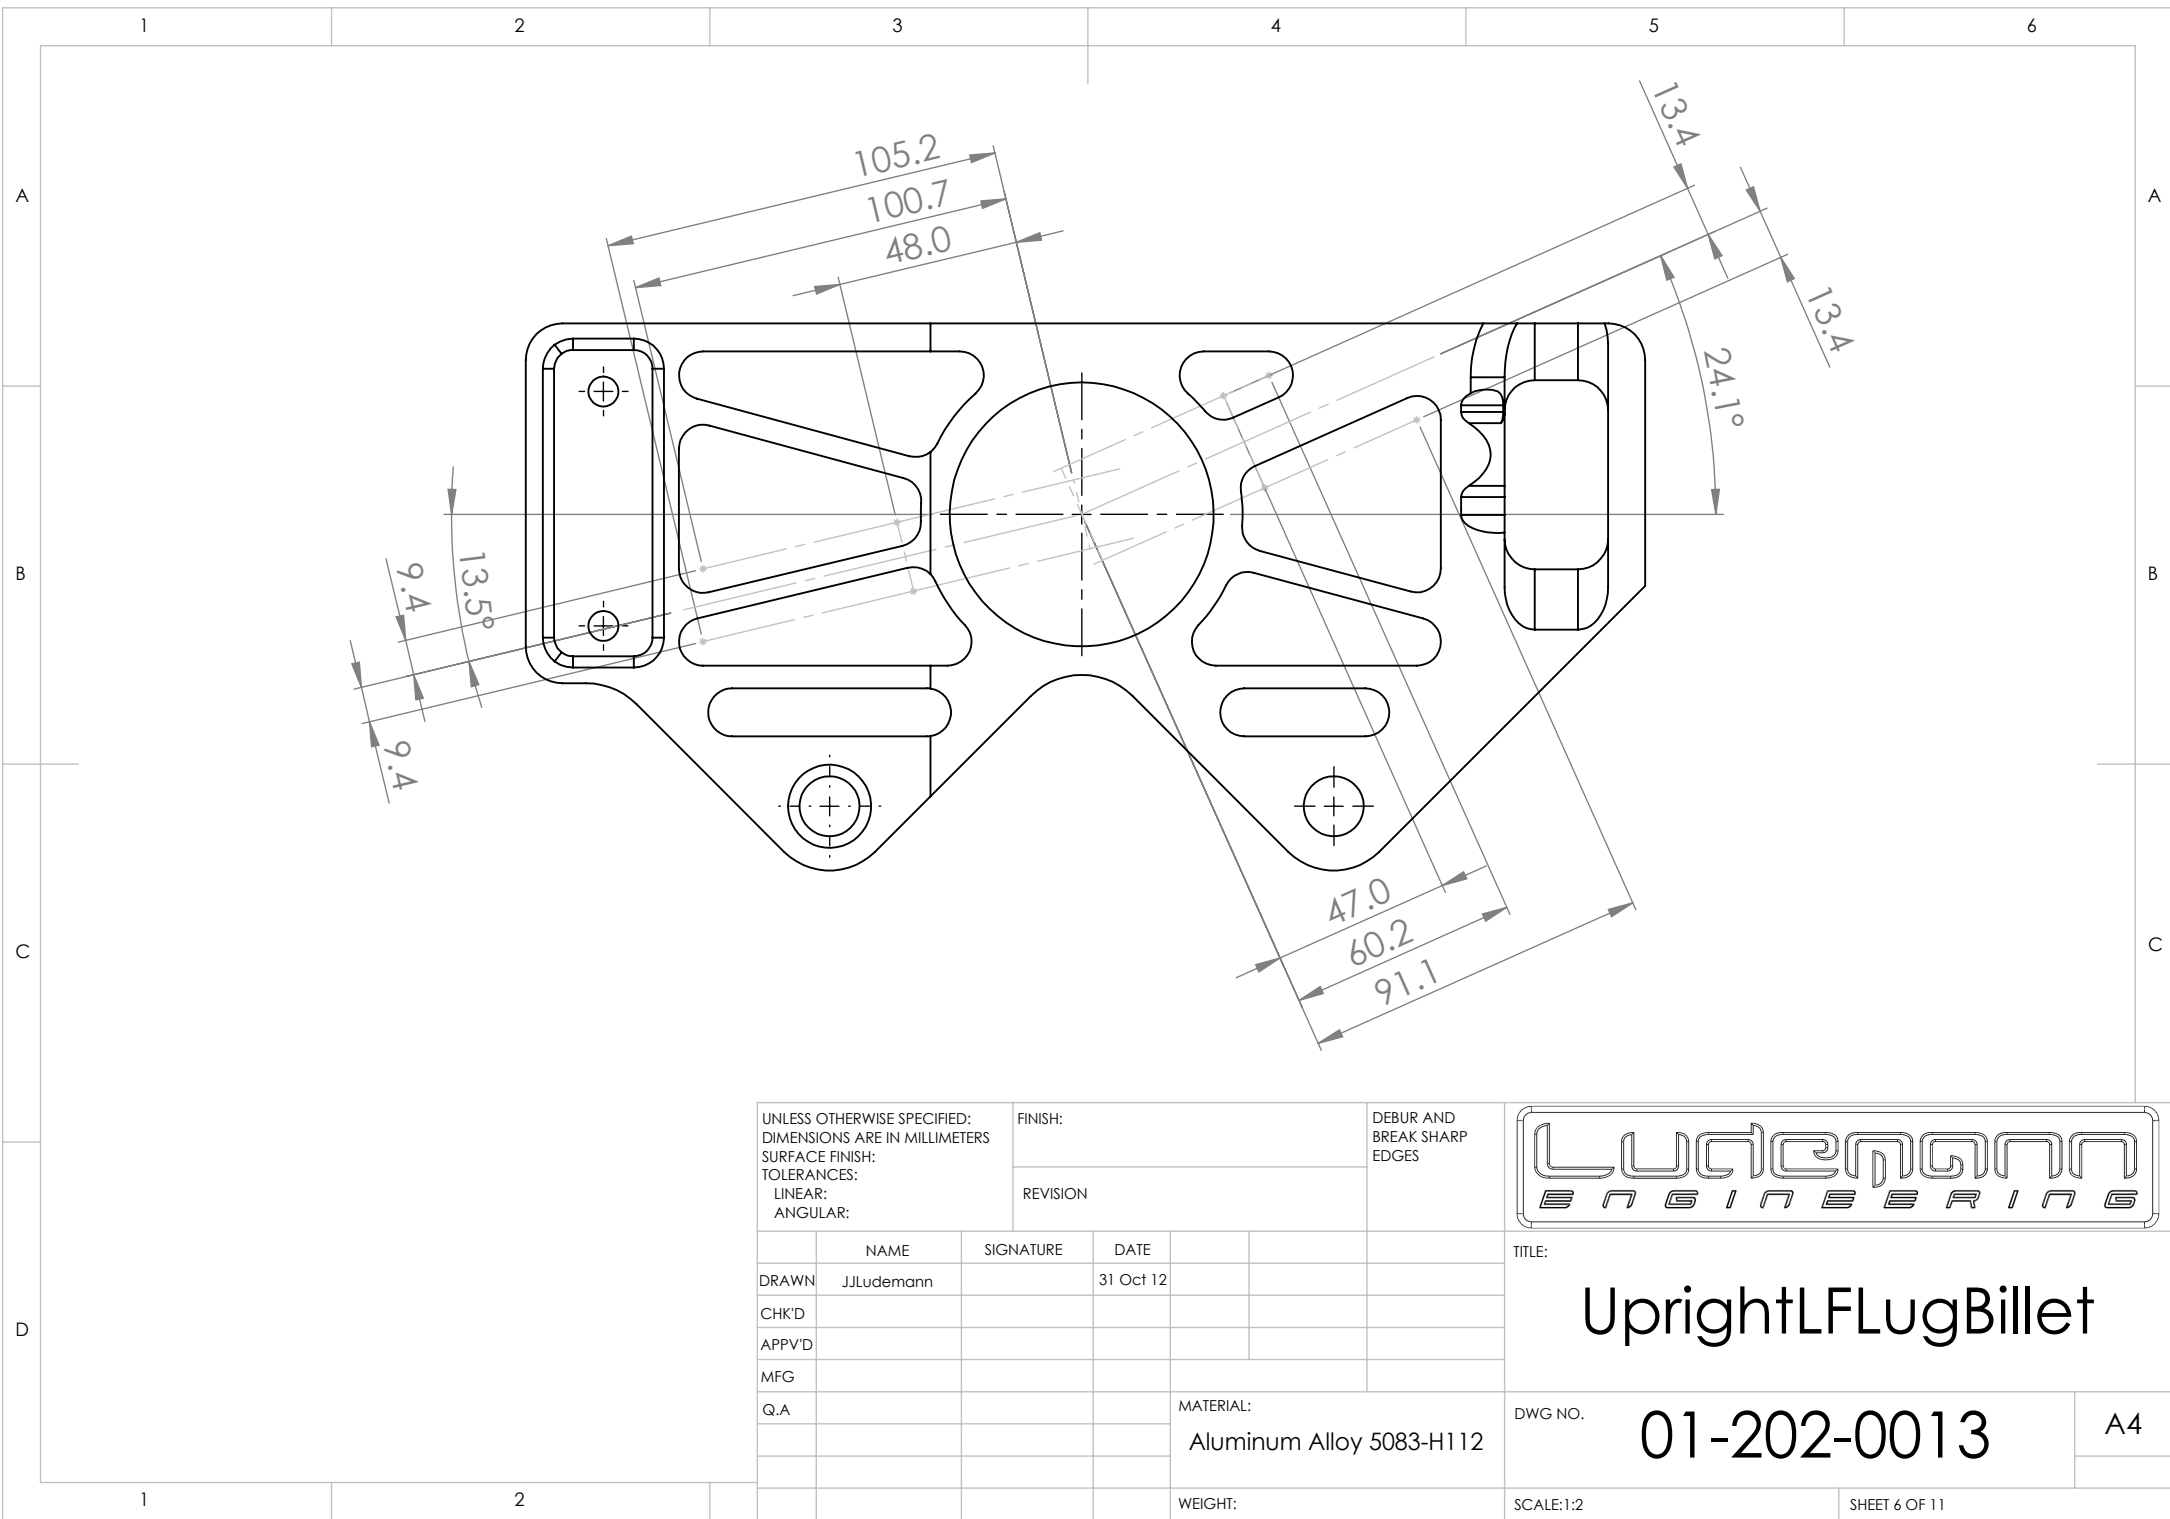 1 2 3 4 5 6
A A
B B
C C
D
105.2
100.7
48.0
13.4
13.4
24.1°
13.5°
9.4
9.4
47.0
60.2
91.1
UNLESS OTHERWISE SPECIFIED:
DIMENSIONS ARE IN MILLIMETERS
SURFACE FINISH:
TOLERANCES:
LINEAR:
ANGULAR:
FINISH:
REVISION
DEBUR AND
BREAK SHARP
EDGES
Ludemann
ENGINEERING
NAME SIGNATURE DATE
DRAWN JJLudemann 31 Oct 12
CHK'D
APPV'D
MFG
Q.A
MATERIAL:
Aluminum Alloy 5083-H112
WEIGHT:
TITLE:
UprightLFLugBillet
DWG NO.
01-202-0013
A4
SCALE:1:2
SHEET 6 OF 11
1 2